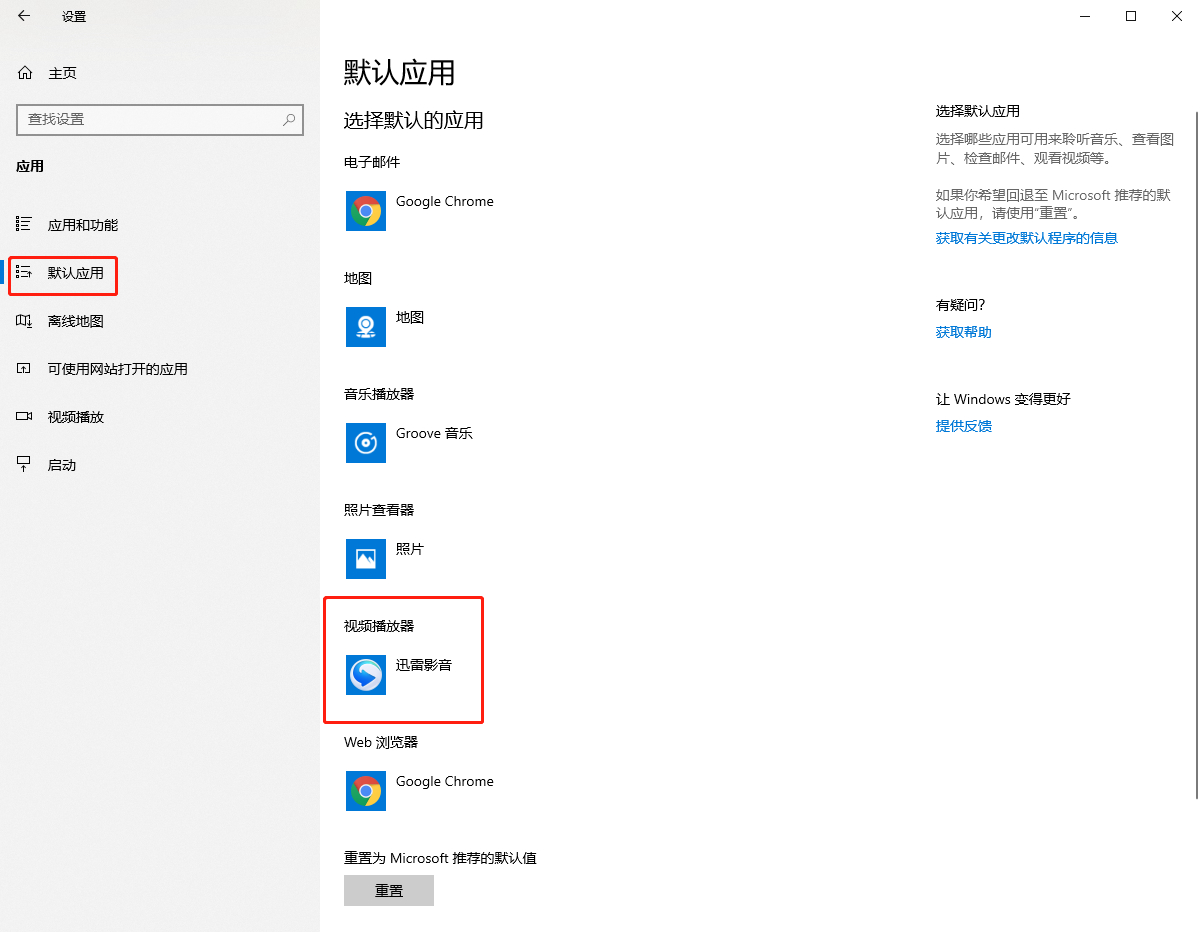 设置
主页
查找设置
应用
应用和功能
默认应用
离线地图
可使用网站打开的应用
视频播放
启动
默认应用
选择默认的应用
电子邮件
Google Chrome
地图
地图
音乐播放器
Groove 音乐
照片查看器
照片
视频播放器
迅雷影音
Web 浏览器
Google Chrome
重置为 Microsoft 推荐的默认值
重置
选择默认应用
选择哪些应用可用来聆听音乐、查看图
片、检查邮件、观看视频等。
如果你希望回退至 Microsoft 推荐的默
认应用，请使用“重置”。
获取有关更改默认程序的信息
有疑问?
获取帮助
让 Windows 变得更好
提供反馈